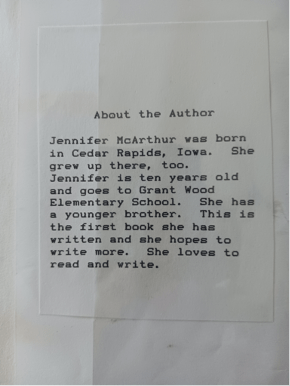 About the Author
Jennifer McArthur was born
in Cedar Rapids, Iowa. She
grew up there, too.
Jennifer is ten years old
and goes to Grant Wood
Elementary School. She has
a younger brother. This is
the first book she has
written and she hopes to
write more. She loves to
read and write.